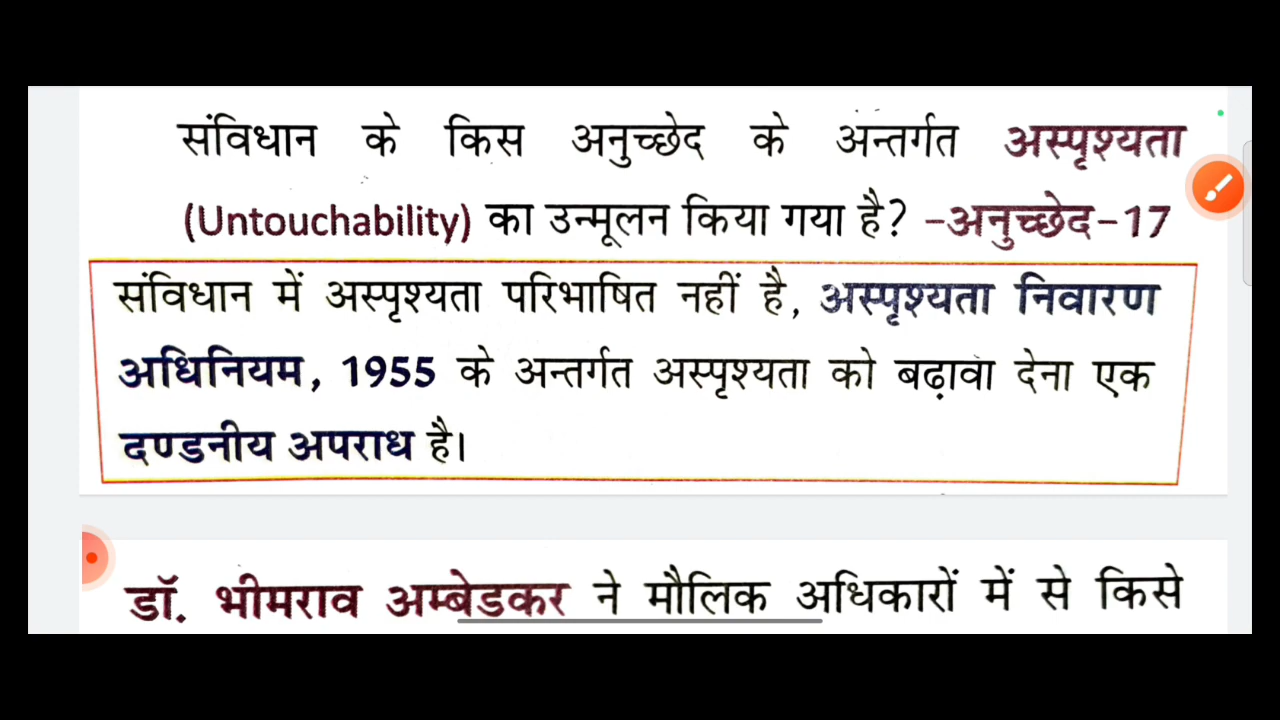 संविधान के किस अनुच्छेद के अन्तर्गत अस्पृश्यता
(Untouchability) का उन्मूलन किया गया है? –अनुच्छेद–17
संविधान में अस्पृश्यता परिभाषित नहीं है, अस्पृश्यता निवारण
अधिनियम, 1955 के अन्तर्गत अस्पृश्यता को बढ़ावा देना एक
दण्डनीय अपराध है।
डॉ. भीमराव अम्बेडकर ने मौलिक अधिकारों में से किसे